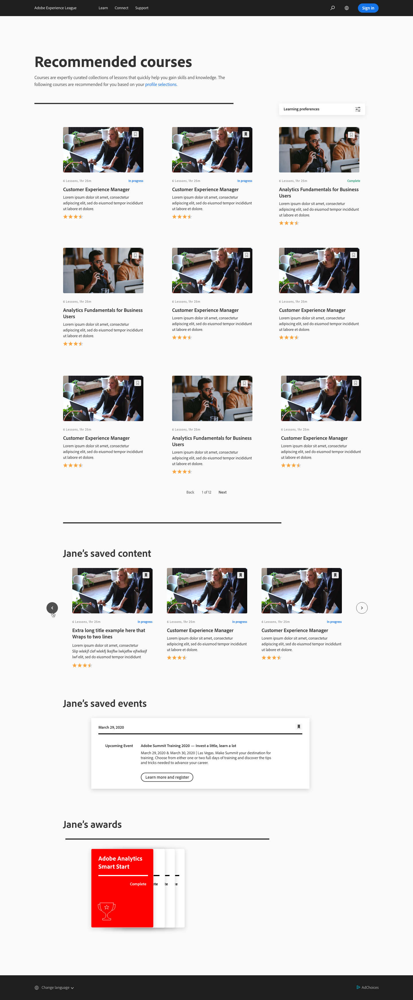 Adobe Experience League
Learn
Connect
Support
Sign in
Recommended courses
Courses are expertly curated collections of lessons that quickly help you gain skills and knowledge. The
following courses are recommended for you based on your profile selections.
Learning preferences
6 Lessons, 1hr 25m
In progress
Customer Experience Manager
Lorem ipsum dolor sit amet, consectetur
adipiscing elit, sed do eiusmod tempor incididunt
ut labore et dolore.
6 Lessons, 1hr 25m
In progress
Customer Experience Manager
Lorem ipsum dolor sit amet, consectetur
adipiscing elit, sed do eiusmod tempor incididunt
ut labore et dolore.
6 Lessons, 1hr 25m
Complete
Analytics Fundamentals for Business
Users
Lorem ipsum dolor sit amet, consectetur
adipiscing elit, sed do eiusmod tempor incididunt
ut labore et dolore.
6 Lessons, 1hr 25m
Analytics Fundamentals for Business
Users
Lorem ipsum dolor sit amet, consectetur
adipiscing elit, sed do eiusmod tempor incididunt
ut labore et dolore.
6 Lessons, 1hr 25m
Customer Experience Manager
Lorem ipsum dolor sit amet, consectetur
adipiscing elit, sed do eiusmod tempor incididunt
ut labore et dolore.
6 Lessons, 1hr 25m
Customer Experience Manager
Lorem ipsum dolor sit amet, consectetur
adipiscing elit, sed do eiusmod tempor incididunt
ut labore et dolore.
6 Lessons, 1hr 25m
Customer Experience Manager
Lorem ipsum dolor sit amet, consectetur
adipiscing elit, sed do eiusmod tempor incididunt
ut labore et dolore.
6 Lessons, 1hr 25m
Analytics Fundamentals for Business
Users
Lorem ipsum dolor sit amet, consectetur
adipiscing elit, sed do eiusmod tempor incididunt
ut labore et dolore.
6 Lessons, 1hr 25m
Customer Experience Manager
Lorem ipsum dolor sit amet, consectetur
adipiscing elit, sed do eiusmod tempor incididunt
ut labore et dolore.
Back
1 of 12
Next
Jane’s saved content
6 Lessons, 1hr 25m
In progress
Extra long title example here that
Wraps to two lines
Lorem ipsum dolor sit amet, consectetur
Slip wlekjf clef wlekfj lkejflw lwkjeflw ejfwlkejf
lwf elit, sed do eiusmod tempor incididunt
6 Lessons, 1hr 25m
In progress
Customer Experience Manager
Lorem ipsum dolor sit amet, consectetur
adipiscing elit, sed do eiusmod tempor incididunt
ut labore et dolore.
6 Lessons, 1hr 25m
In progress
Customer Experience Manager
Lorem ipsum dolor sit amet, consectetur
adipiscing elit, sed do eiusmod tempor incididunt
ut labore et dolore.
Jane’s saved events
March 29, 2020
Upcoming Event
Adobe Summit Training 2020 — Invest a little, learn a lot
March 29, 2020 & March 30, 2020 | Las Vegas. Make Summit your destination for
training. Choose from either one or two full days of training and discover the tips
and tricks needed to advance your career.
Learn more and register
Jane’s awards
Adobe Analytics
Smart Start
Complete
ete
te
te
Change language
AdChoices